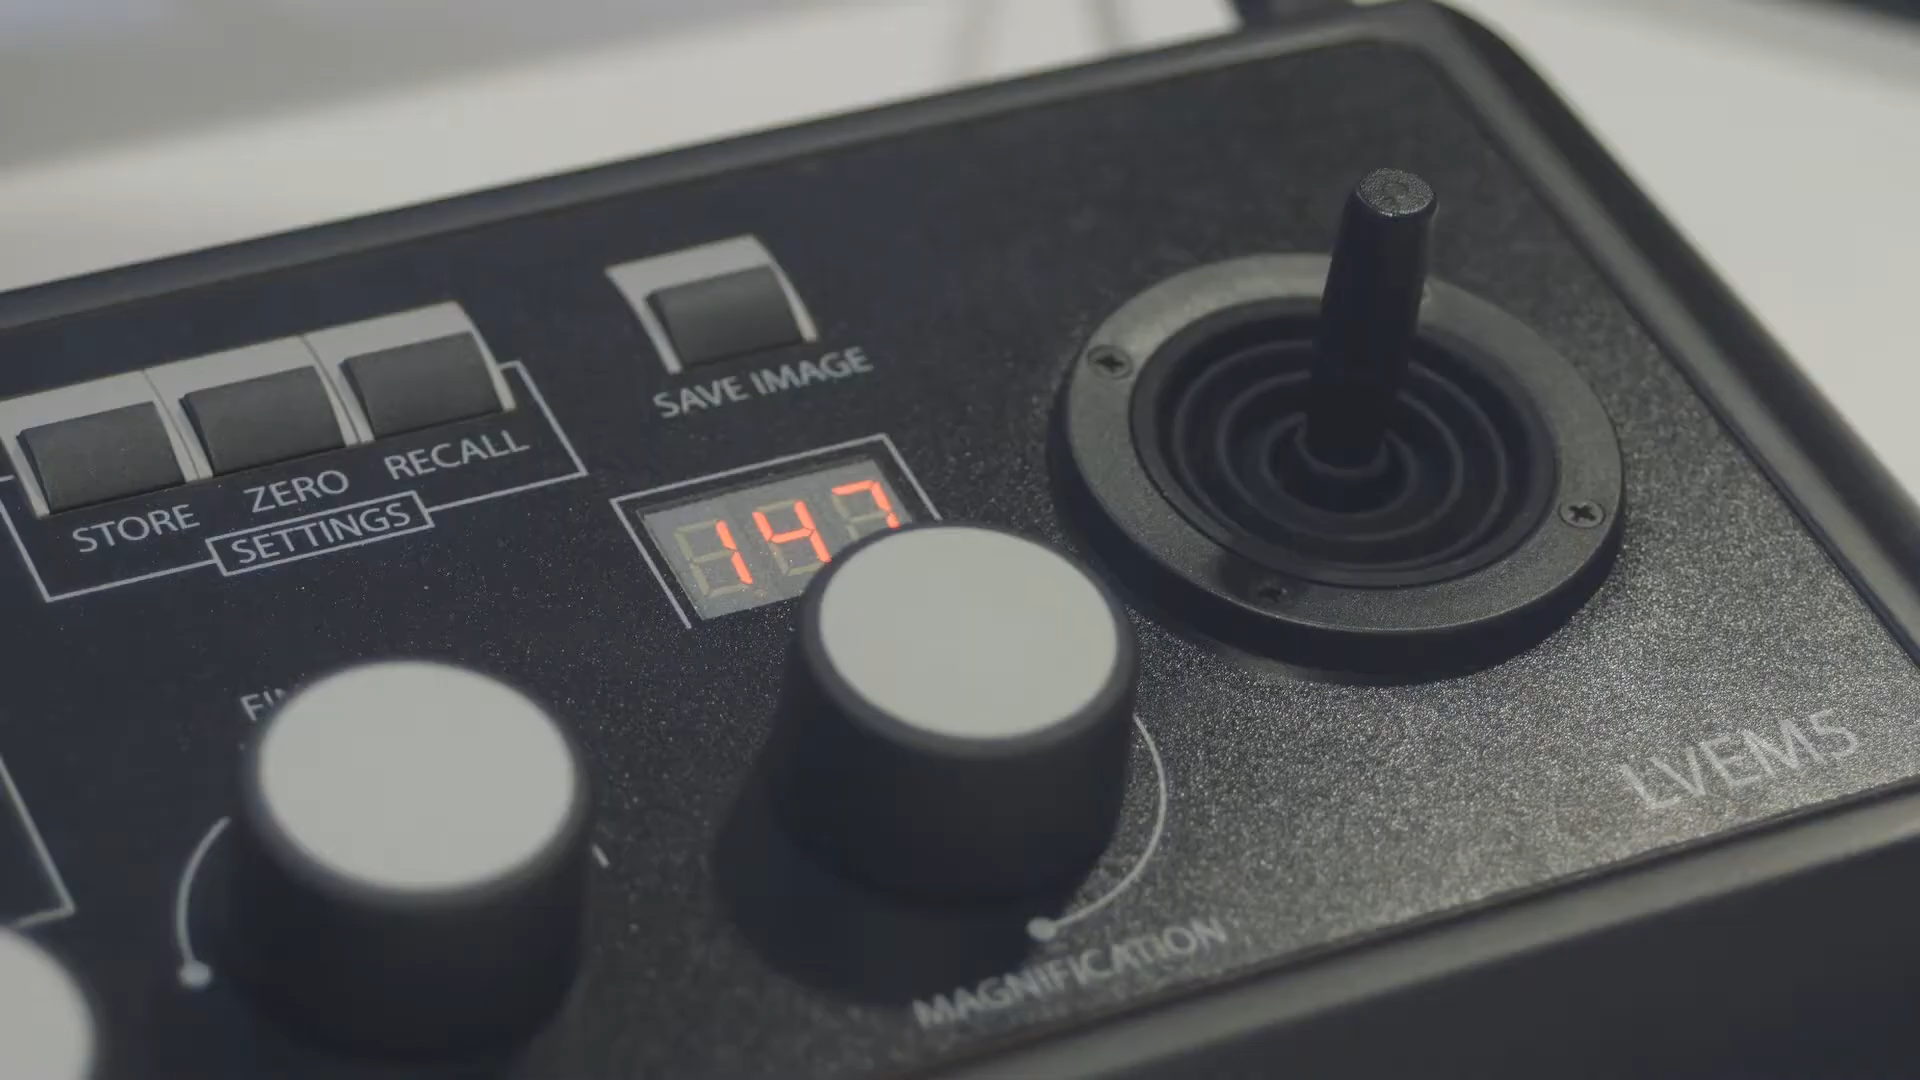 SAVE IMAGE
STORE ZERO RECALL
SETTINGS
147
LVEM5
MAGNIFICATION